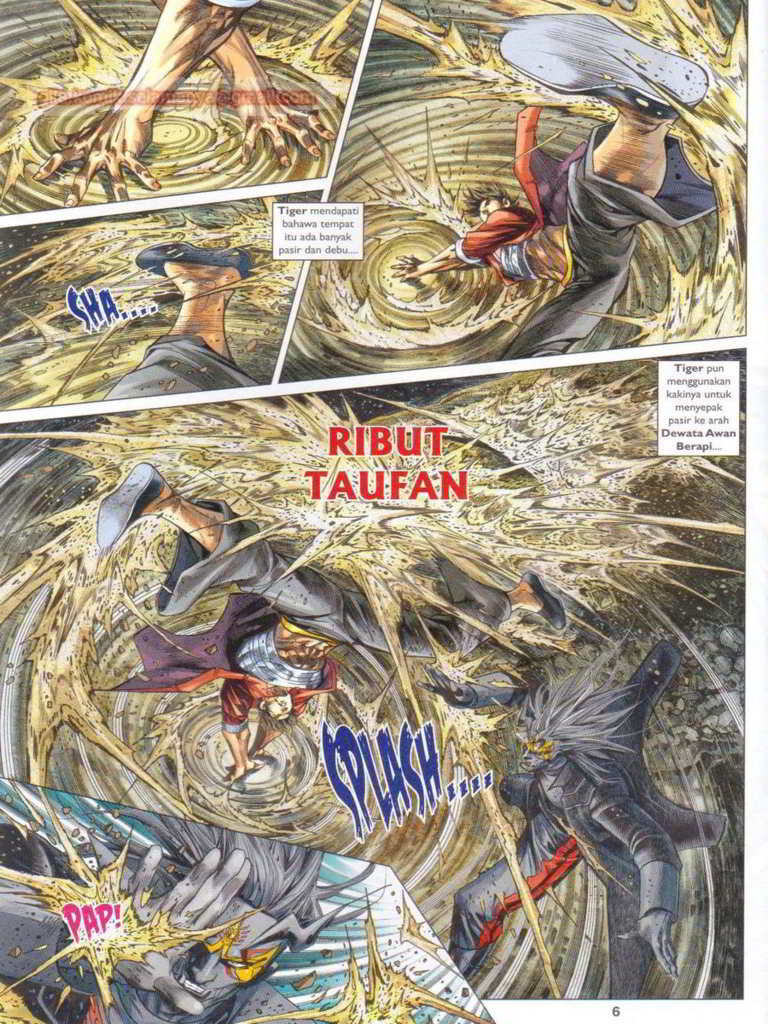 Tiger mendapati
bahawa tempat
itu ada banyak
pasir dan debu....
SHA....
Tiger pun
menggunakan
kakinya untuk
menyepak
pasir ke arah
Dewata Awan
Berapi....
RIBUT
TAUFAN
SPLASH....
PAP!
6